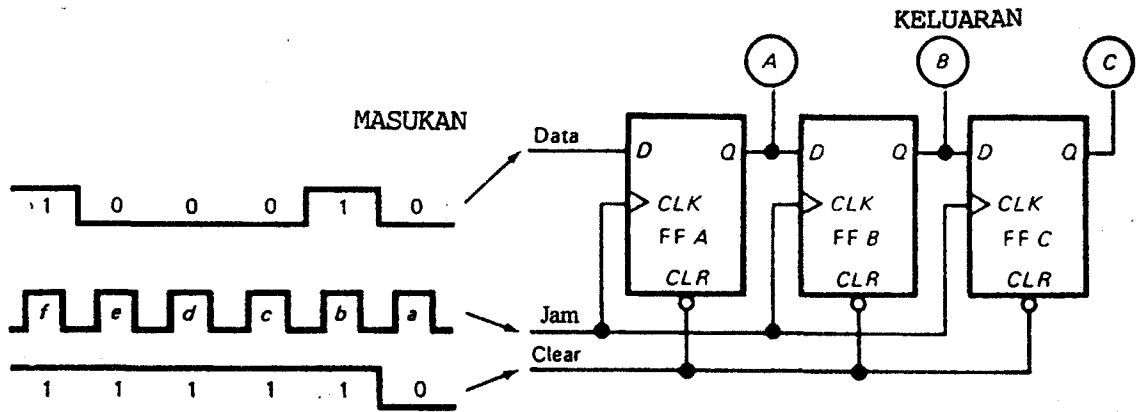 KELUARAN
A B C
MASUKAN
Data
D Q D Q D Q
1 0 0 0 1 0
CLK CLK CLK
FF A FF B FF C
CLR CLR CLR
f e d c b a
Jam
Clear
1 1 1 1 1 0